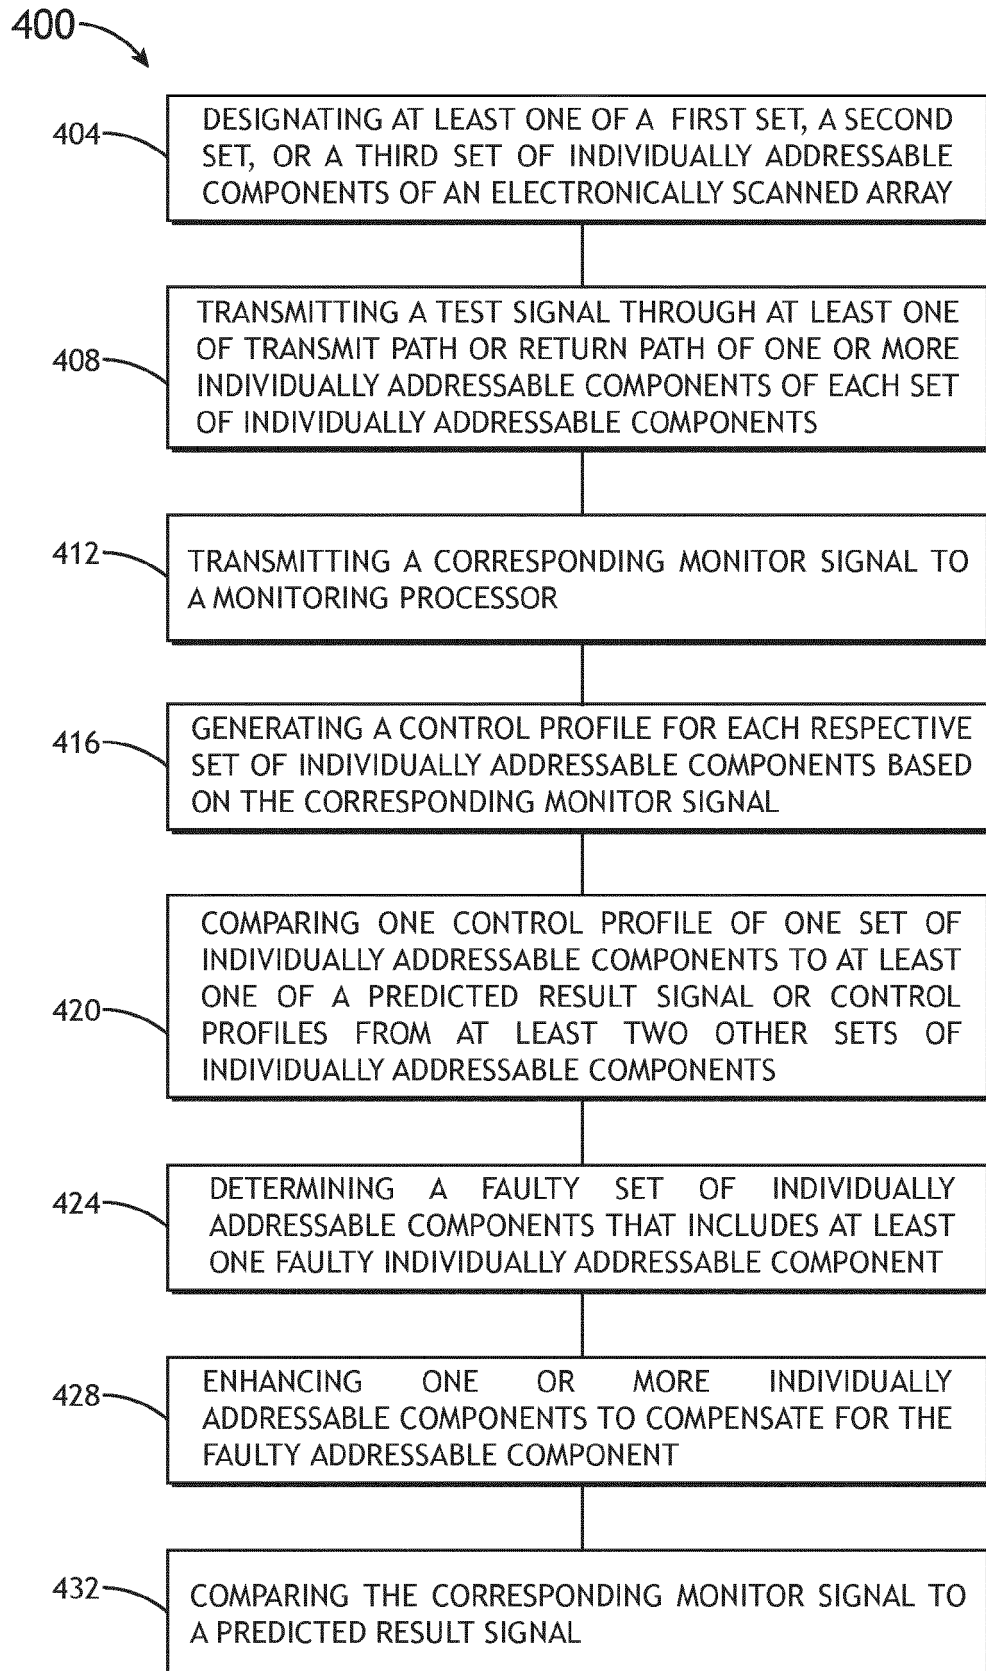 400
404
DESIGNATING AT LEAST ONE OF A FIRST SET, A SECOND
SET, OR A THIRD SET OF INDIVIDUALLY ADDRESSABLE
COMPONENTS OF AN ELECTRONICALLY SCANNED ARRAY
408
TRANSMITTING A TEST SIGNAL THROUGH AT LEAST ONE
OF TRANSMIT PATH OR RETURN PATH OF ONE OR MORE
INDIVIDUALLY ADDRESSABLE COMPONENTS OF EACH SET
OF INDIVIDUALLY ADDRESSABLE COMPONENTS
412
TRANSMITTING A CORRESPONDING MONITOR SIGNAL TO
A MONITORING PROCESSOR
416
GENERATING A CONTROL PROFILE FOR EACH RESPECTIVE
SET OF INDIVIDUALLY ADDRESSABLE COMPONENTS BASED
ON THE CORRESPONDING MONITOR SIGNAL
420
COMPARING ONE CONTROL PROFILE OF ONE SET OF
INDIVIDUALLY ADDRESSABLE COMPONENTS TO AT LEAST
ONE OF A PREDICTED RESULT SIGNAL OR CONTROL
PROFILES FROM AT LEAST TWO OTHER SETS OF
INDIVIDUALLY ADDRESSABLE COMPONENTS
424
DETERMINING A FAULTY SET OF INDIVIDUALLY
ADDRESSABLE COMPONENTS THAT INCLUDES AT LEAST
ONE FAULTY INDIVIDUALLY ADDRESSABLE COMPONENT
428
ENHANCING ONE OR MORE INDIVIDUALLY
ADDRESSABLE COMPONENTS TO COMPENSATE FOR THE
FAULTY ADDRESSABLE COMPONENT
432
COMPARING THE CORRESPONDING MONITOR SIGNAL TO
A PREDICTED RESULT SIGNAL